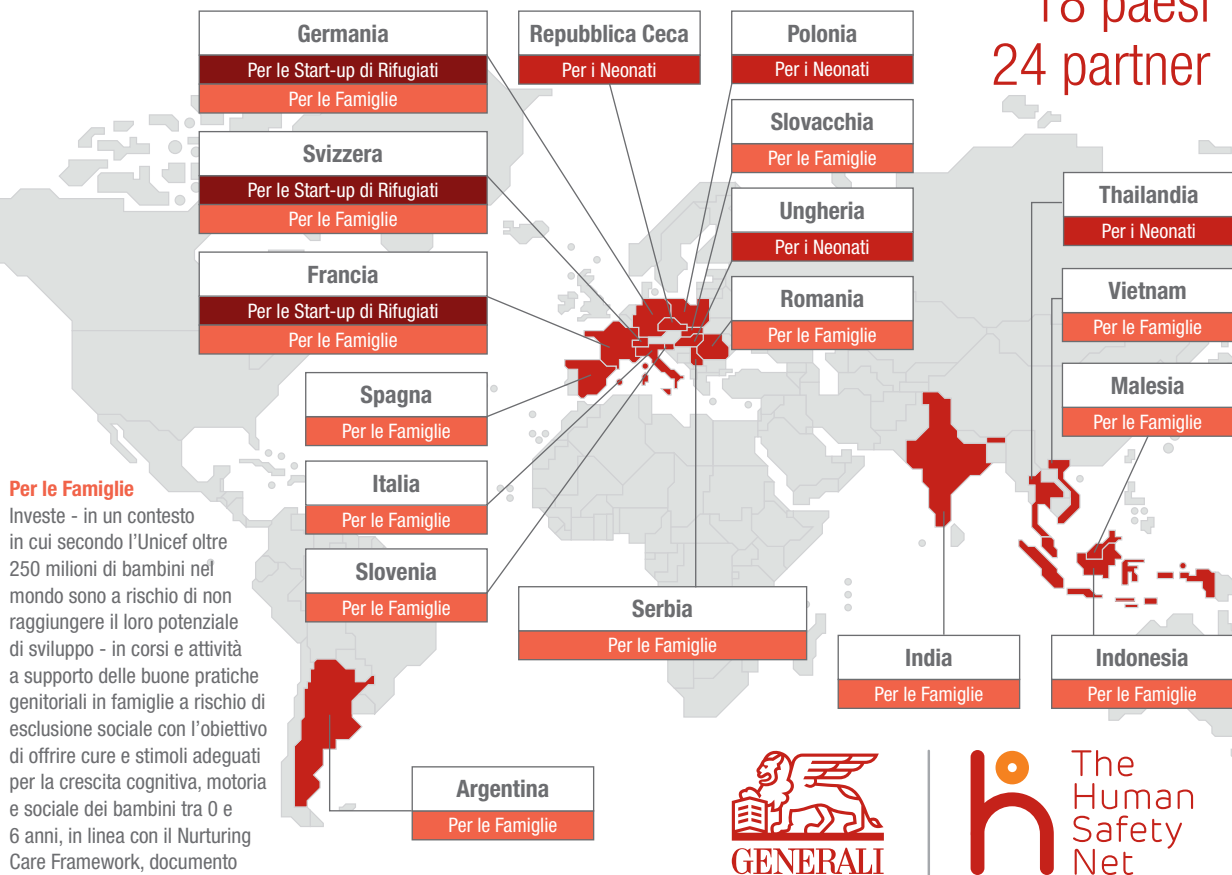 18 paesi
24 partner
Germania
Per le Start-up di Rifugiati
Per le Famiglie
Repubblica Ceca
Per i Neonati
Polonia
Per i Neonati
Svizzera
Per le Start-up di Rifugiati
Per le Famiglie
Slovacchia
Per le Famiglie
Francia
Per le Start-up di Rifugiati
Per le Famiglie
Ungheria
Per i Neonati
Romania
Per le Famiglie
Thailandia
Per i Neonati
Vietnam
Per le Famiglie
Malesia
Per le Famiglie
Spagna
Per le Famiglie
Italia
Per le Famiglie
Slovenia
Per le Famiglie
Serbia
Per le Famiglie
India
Per le Famiglie
Indonesia
Per le Famiglie
Argentina
Per le Famiglie
Per le Famiglie
Investe - in un contesto
in cui secondo l'Unicef oltre
250 milioni di bambini nel
mondo sono a rischio di non
raggiungere il loro potenziale
di sviluppo - in corsi e attività
a supporto delle buone pratiche
genitoriali in famiglie a rischio di
esclusione sociale con l'obiettivo
di offrire cure e stimoli adeguati
per la crescita cognitiva, motoria
e sociale dei bambini tra 0 e
6 anni, in linea con il Nurturing
Care Framework, documento
GENERALI
The
Human
Safety
Net